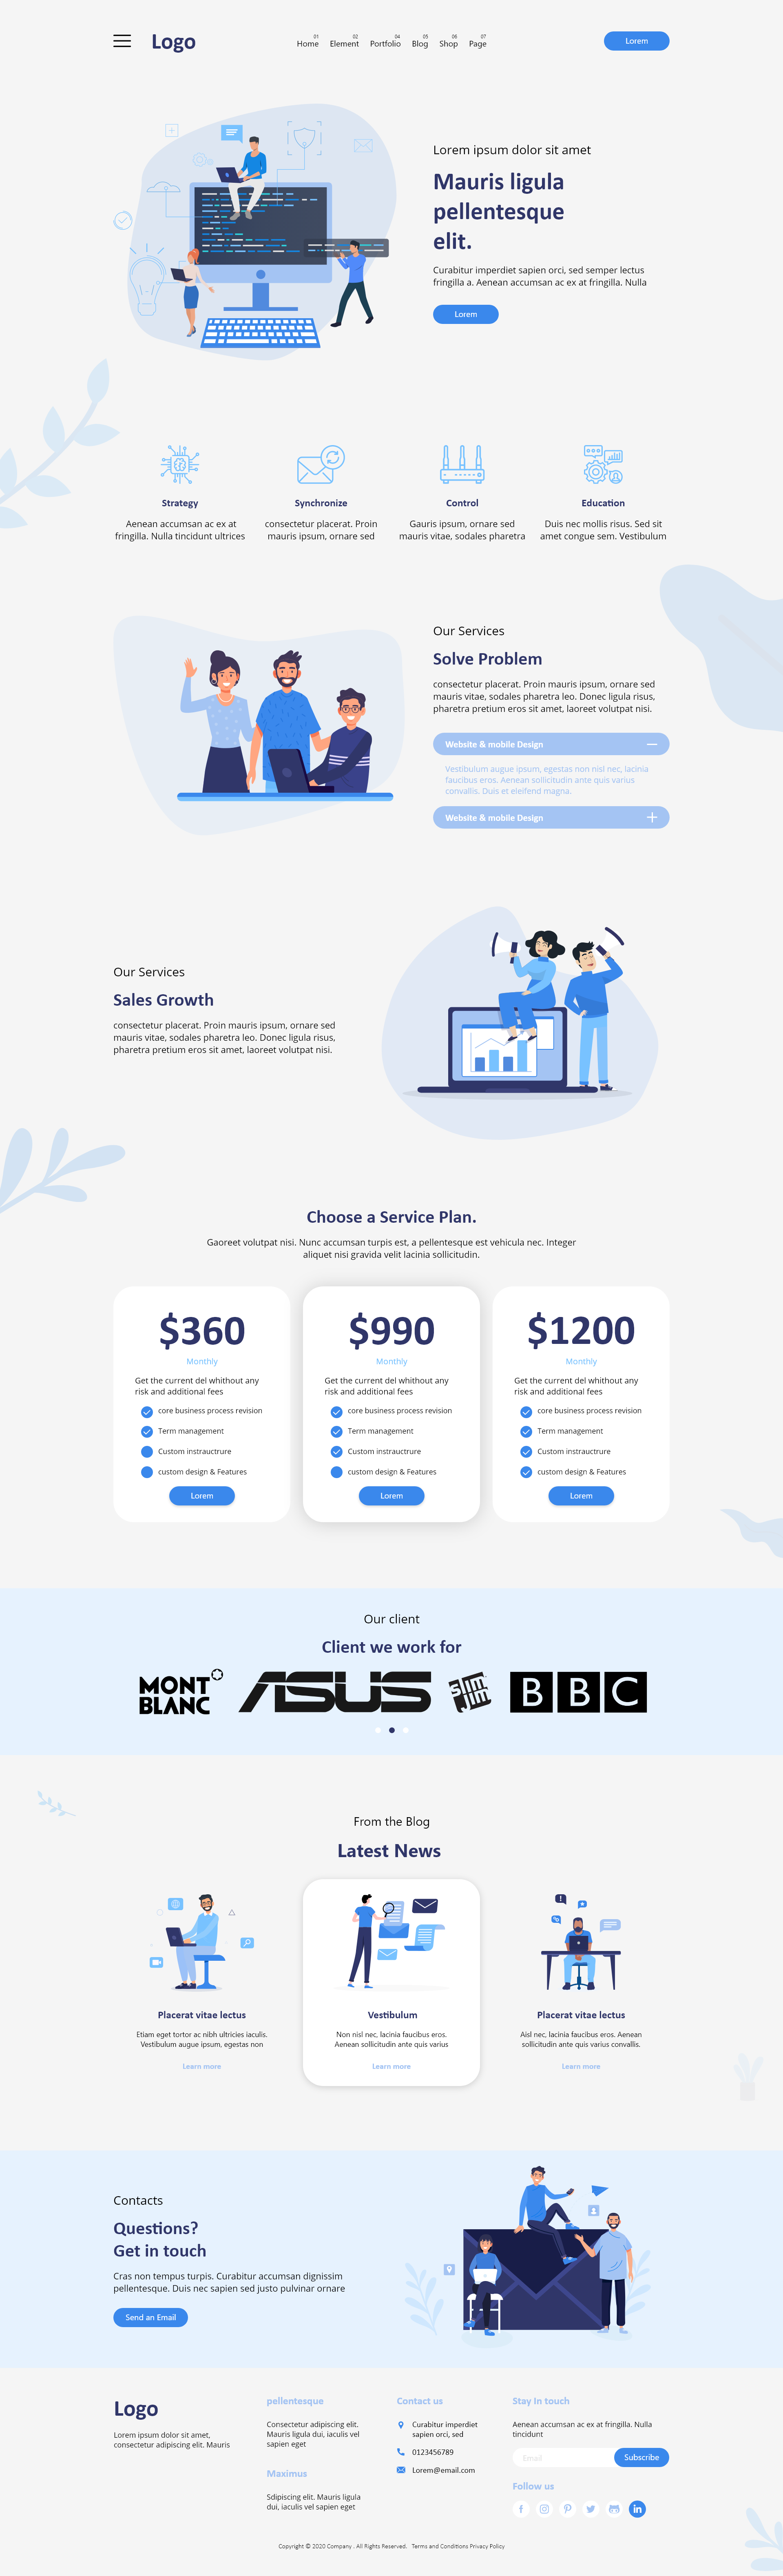 Logo
01 02 04 05 06 07
Home Element Portfolio Blog Shop Page
Lorem
Lorem ipsum dolor sit amet
Mauris ligula
pellentesque
elit.
Curabitur imperdiet sapien orci, sed semper lectus
fringilla a. Aenean accumsan ac ex at fringilla. Nulla
Lorem
Strategy
Aenean accumsan ac ex at
fringilla. Nulla tincidunt ultrices
Synchronize
consectetur placerat. Proin
mauris ipsum, ornare sed
Control
Gauris ipsum, ornare sed
mauris vitae, sodales pharetra
Education
Duis nec mollis risus. Sed sit
amet congue sem. Vestibulum
Our Services
Solve Problem
consectetur placerat. Proin mauris ipsum, ornare sed
mauris vitae, sodales pharetra leo. Donec ligula risus,
pharetra pretium eros sit amet, laoreet volutpat nisi.
Website & mobile Design
Vestibulum augue ipsum, egestas non nisl nec, lacinia
faucibus eros. Aenean sollicitudin ante quis varius
convallis. Duis et eleifend magna.
Website & mobile Design
Our Services
Sales Growth
consectetur placerat. Proin mauris ipsum, ornare sed
mauris vitae, sodales pharetra leo. Donec ligula risus,
pharetra pretium eros sit amet, laoreet volutpat nisi.
Choose a Service Plan.
Gaoreet volutpat nisi. Nunc accumsan turpis est, a pellentesque est vehicula nec. Integer
aliquet nisi gravida velit lacinia sollicitudin.
$360
Monthly
Get the current del whithout any
risk and additional fees
core business process revision
Term management
Custom instrauctrure
custom design & Features
Lorem
$990
Monthly
Get the current del whithout any
risk and additional fees
core business process revision
Term management
Custom instrauctrure
custom design & Features
Lorem
$1200
Monthly
Get the current del whithout any
risk and additional fees
core business process revision
Term management
Custom instrauctrure
custom design & Features
Lorem
Our client
Client we work for
MONT
BLANC
ASUS
SLIM
JIM
BBC
From the Blog
Latest News
Placerat vitae lectus
Etiam eget tortor ac nibh ultricies iaculis.
Vestibulum augue ipsum, egestas non
Learn more
Vestibulum
Non nisl nec, lacinia faucibus eros.
Aenean sollicitudin ante quis varius
Learn more
Placerat vitae lectus
Aisl nec, lacinia faucibus eros. Aenean
sollicitudin ante quis varius convallis.
Learn more
Contacts
Questions?
Get in touch
Cras non tempus turpis. Curabitur accumsan dignissim
pellentesque. Duis nec sapien sed justo pulvinar ornare
Send an Email
Logo
Lorem ipsum dolor sit amet,
consectetur adipiscing elit. Mauris
pellentesque
Consectetur adipiscing elit.
Mauris ligula dui, iaculis vel
sapien eget
Maximus
Sdipiscing elit. Mauris ligula
dui, iaculis vel sapien eget
Contact us
Curabitur imperdiet
sapien orci, sed
0123456789
Lorem@email.com
Stay In touch
Aenean accumsan ac ex at fringilla. Nulla
tincidunt
Email
Subscribe
Follow us
Copyright © 2020 Company . All Rights Reserved. Terms and Conditions Privacy Policy